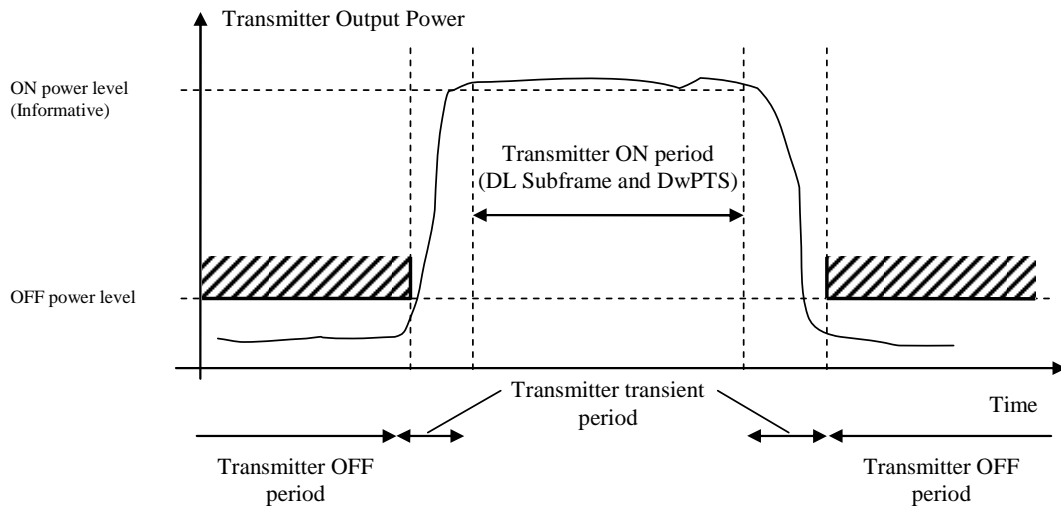 Transmitter Output Power
ON power level
(Informative)
Transmitter ON period
(DL Subframe and DwPTS)
OFF power level
Transmitter transient
period
Time
Transmitter OFF
period
Transmitter OFF
period